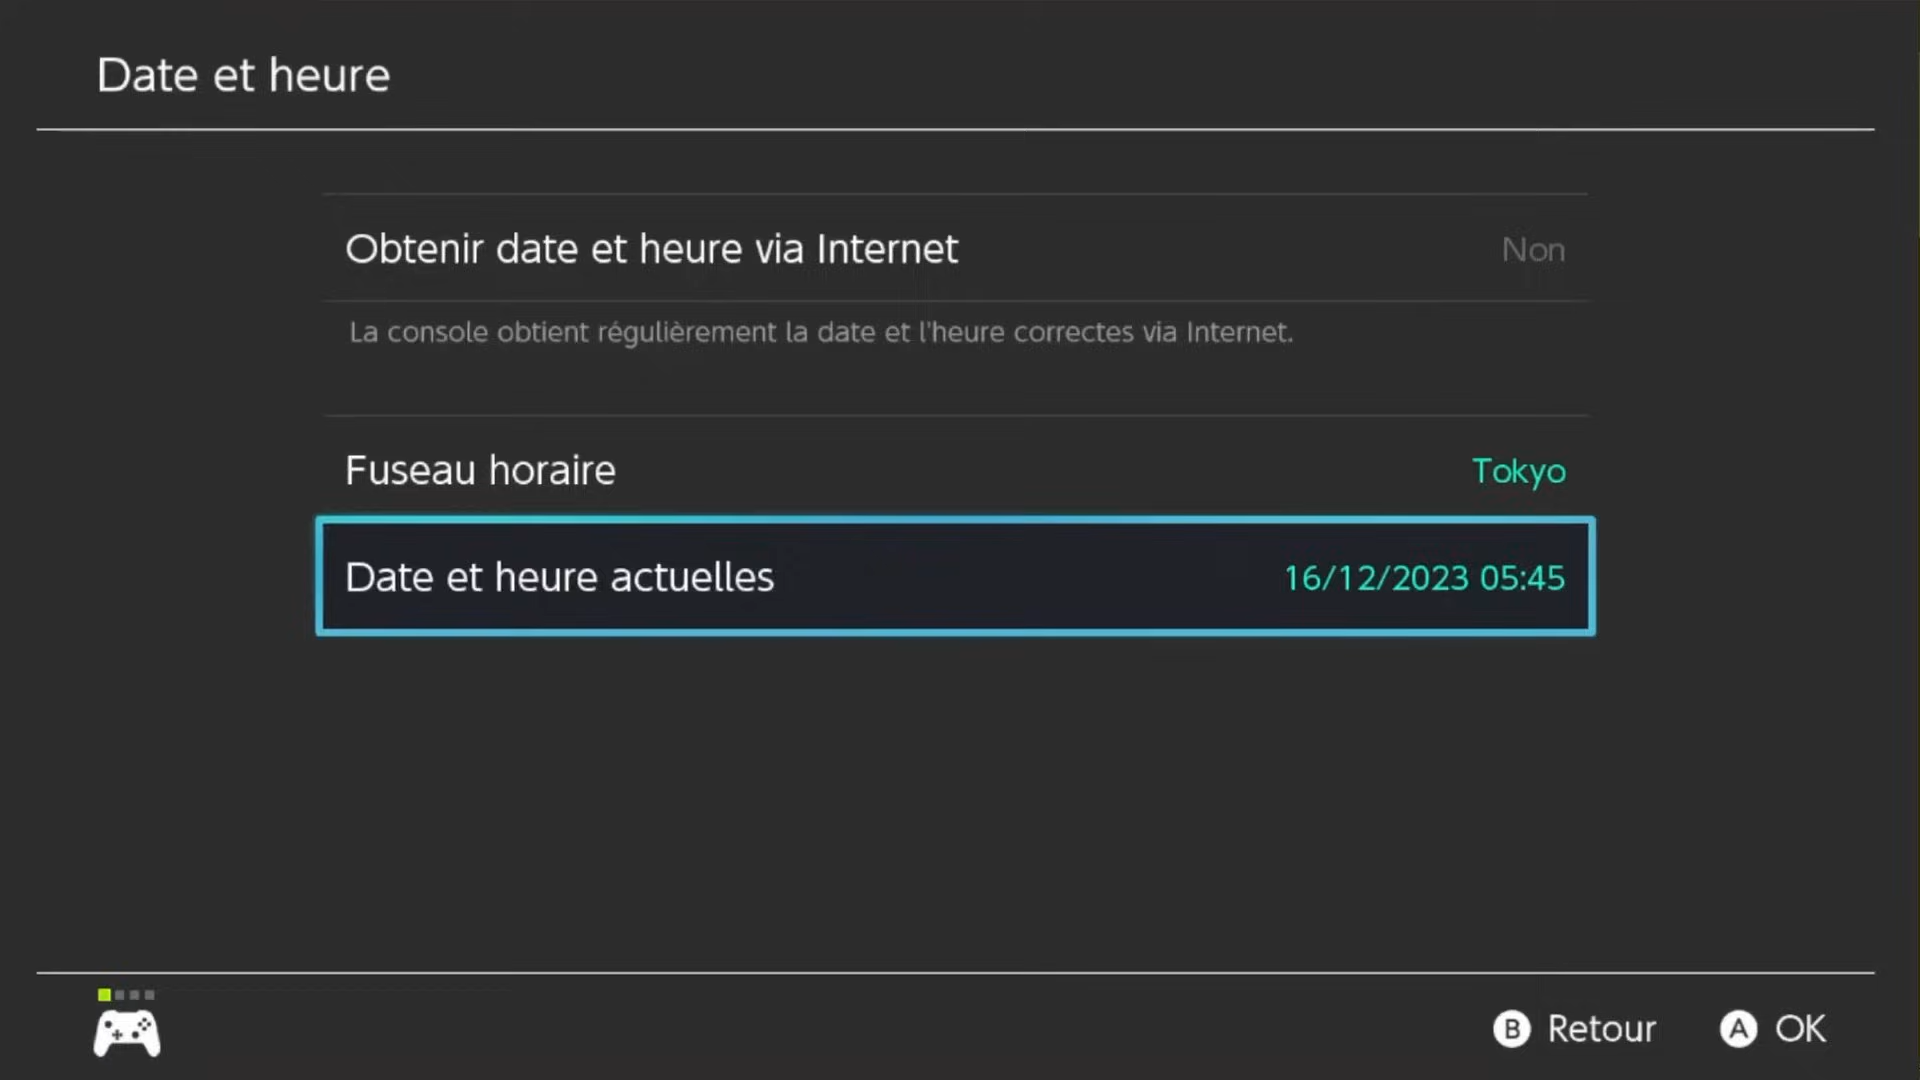 Date et heure
Obtenir date et heure via Internet Non
La console obtient régulièrement la date et l'heure correctes via Internet.
Fuseau horaire Tokyo
Date et heure actuelles 16/12/2023 05:45
B Retour A OK